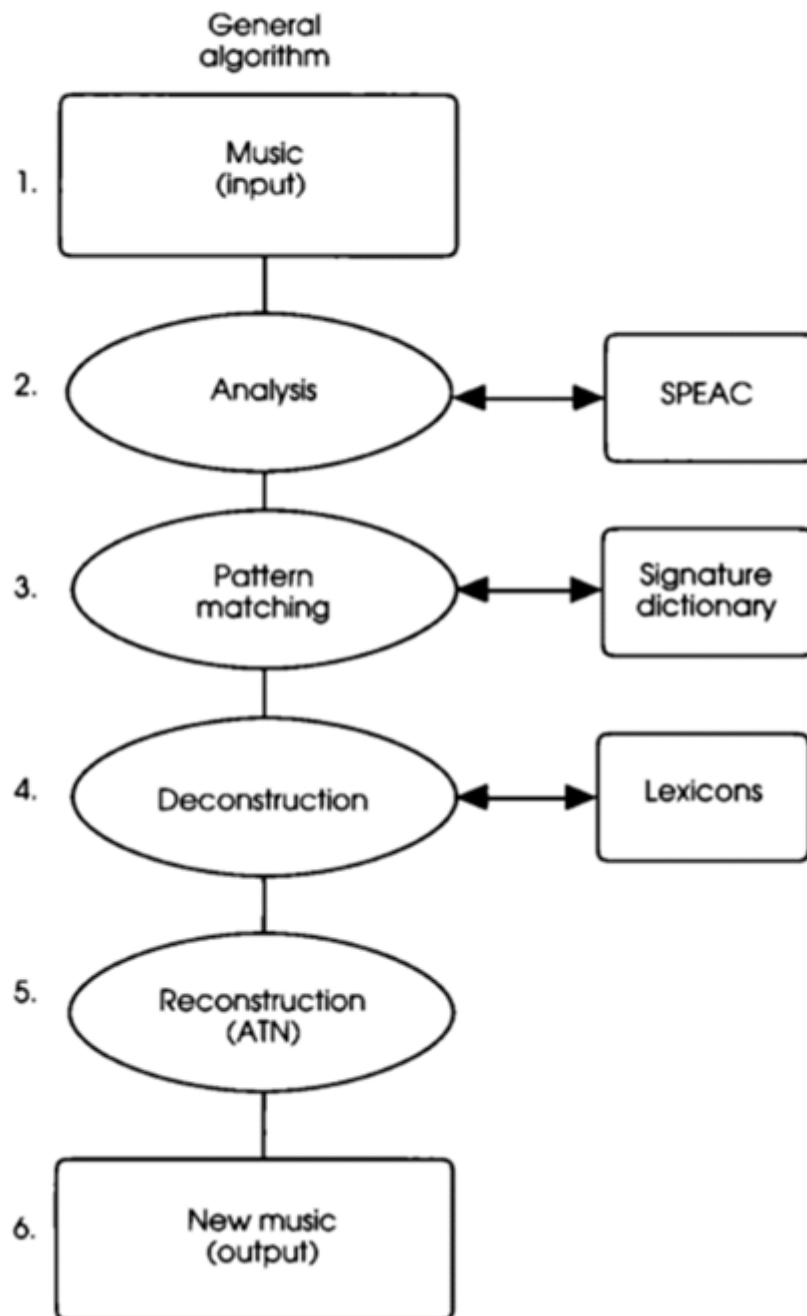 General
algorithm
1.
Music
(input)
2.
Analysis
SPEAC
3.
Pattern
matching
Signature
dictionary
4.
Deconstruction
Lexicons
5.
Reconstruction
(ATN)
6.
New music
(output)